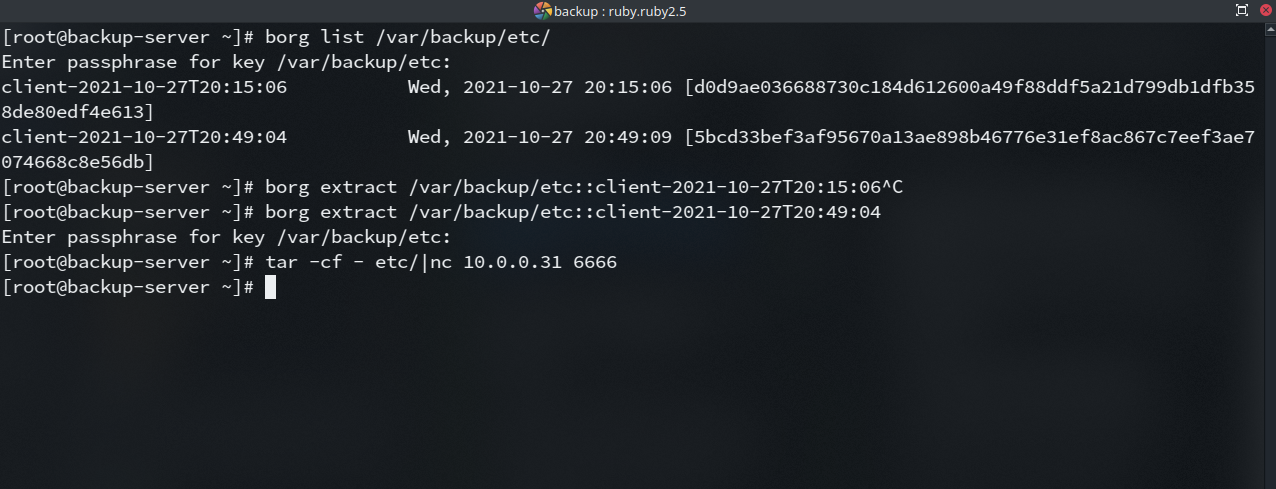 backup : ruby.ruby2.5
[root@backup-server ~]# borg list /var/backup/etc/
Enter passphrase for key /var/backup/etc:
client-2021-10-27T20:15:06           Wed, 2021-10-27 20:15:06 [d0d9ae036688730c184d612600a49f88ddf5a21d799db1dfb35
8de80edf4e613]
client-2021-10-27T20:49:04           Wed, 2021-10-27 20:49:09 [5bcd33bef3af95670a13ae898b46776e31ef8ac867c7eef3ae7
074668c8e56db]
[root@backup-server ~]# borg extract /var/backup/etc::client-2021-10-27T20:15:06^C
[root@backup-server ~]# borg extract /var/backup/etc::client-2021-10-27T20:49:04
Enter passphrase for key /var/backup/etc:
[root@backup-server ~]# tar -cf - etc/|nc 10.0.0.31 6666
[root@backup-server ~]#